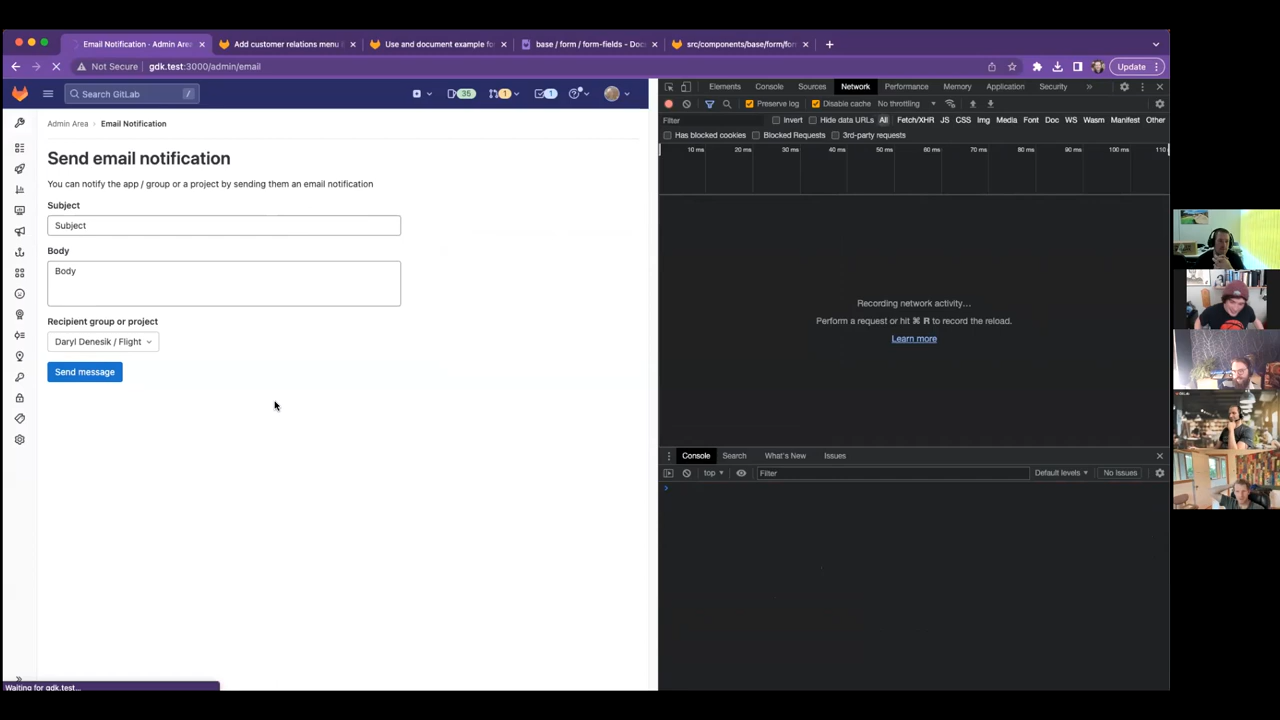 Email Notification · Admin Area
Add customer relations menu
Use and document example for
base / form / form-fields - Doc
src/components/base/form/for
Not Secure gdk.test:3000/admin/email
Update
Search GitLab /
35
1
1
Admin Area › Email Notification
Send email notification
You can notify the app / group or a project by sending them an email notification
Subject
Subject
Body
Body
Recipient group or project
Daryl Denesik / Flight
Send message
Waiting for gdk.test...
Elements Console Sources Network Performance Memory Application Security
Preserve log Disable cache No throttling
Filter Invert Hide data URLs All Fetch/XHR JS CSS Img Media Font Doc WS Wasm Manifest Other
Has blocked cookies Blocked Requests 3rd-party requests
10 ms 20 ms 30 ms 40 ms 50 ms 60 ms 70 ms 80 ms 90 ms 100 ms 110
Recording network activity…
Perform a request or hit ⌘ R to record the reload.
Learn more
Console Search What's New Issues
top Filter Default levels No Issues